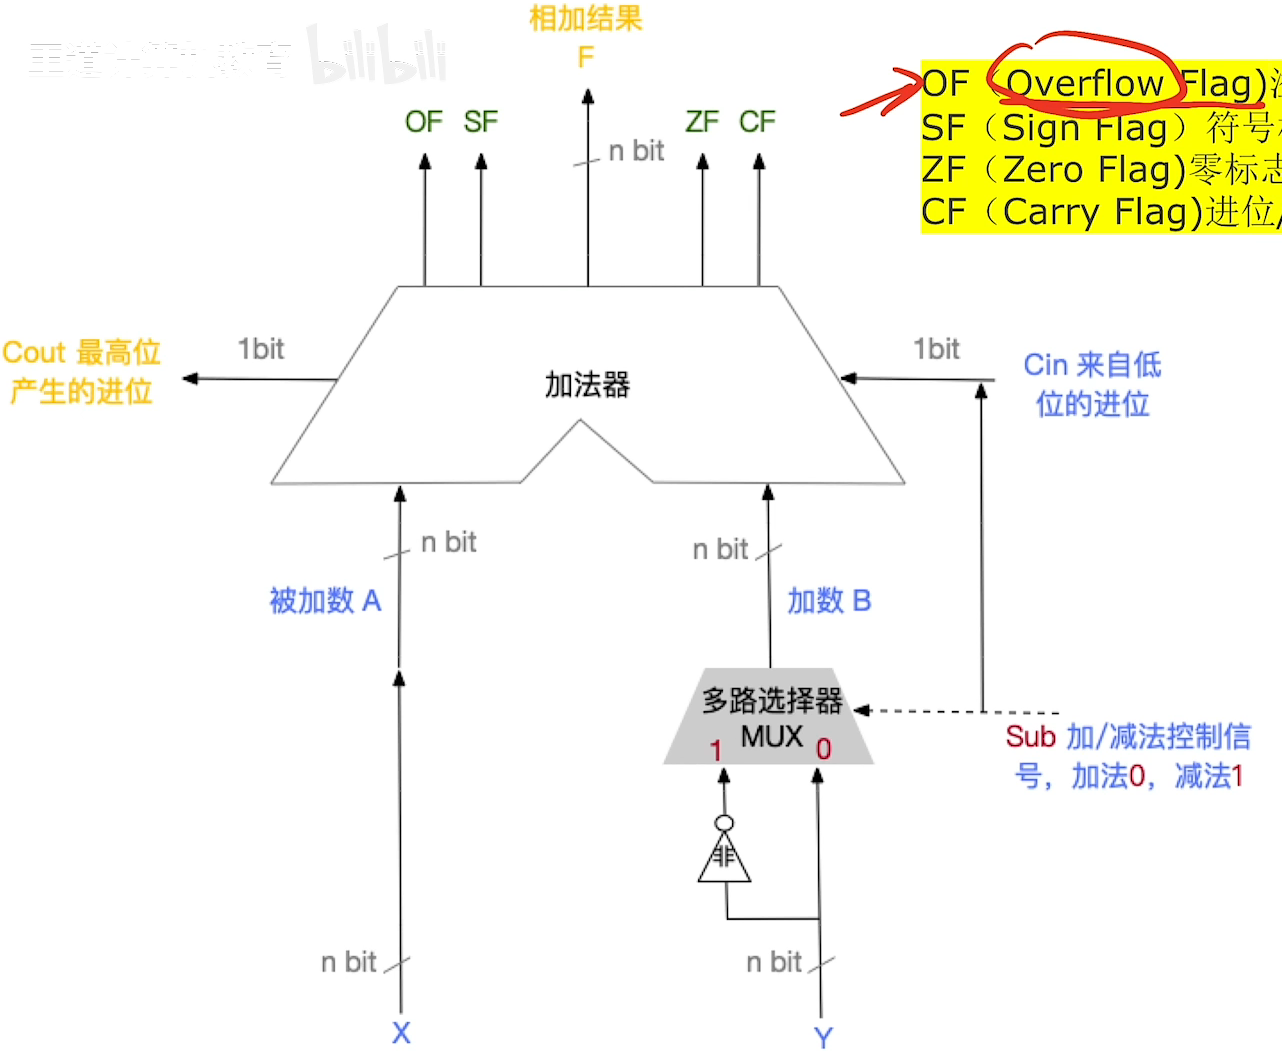 相加结果
F
bilibili
OF（Overflow Flag)
SF（Sign Flag）符号
ZF（Zero Flag)零标志
CF（Carry Flag)进位/
OF SF ZF CF
n bit
Cout 最高位
产生的进位
1bit
加法器
1bit
Cin 来自低
位的进位
n bit
n bit
被加数 A
加数 B
多路选择器
MUX
1 0
Sub 加/减法控制信
号，加法0，减法1
非
n bit
n bit
X
Y